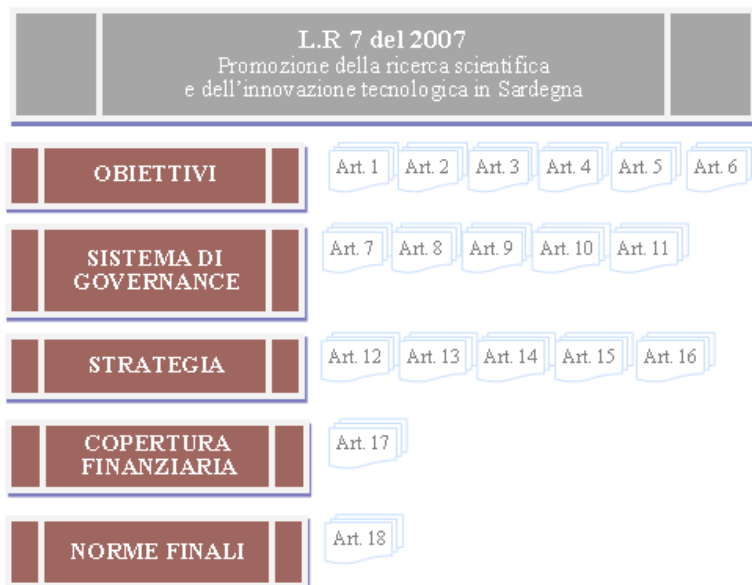 L.R 7 del 2007
Promozione della ricerca scientifica
e dell'innovazione tecnologica in Sardegna
OBIETTIVI
Art. 1 Art. 2 Art. 3 Art. 4 Art. 5 Art. 6
SISTEMA DI
GOVERNANCE
Art. 7 Art. 8 Art. 9 Art. 10 Art. 11
STRATEGIA
Art. 12 Art. 13 Art. 14 Art. 15 Art. 16
COPERTURA
FINANZIARIA
Art. 17
NORME FINALI
Art. 18